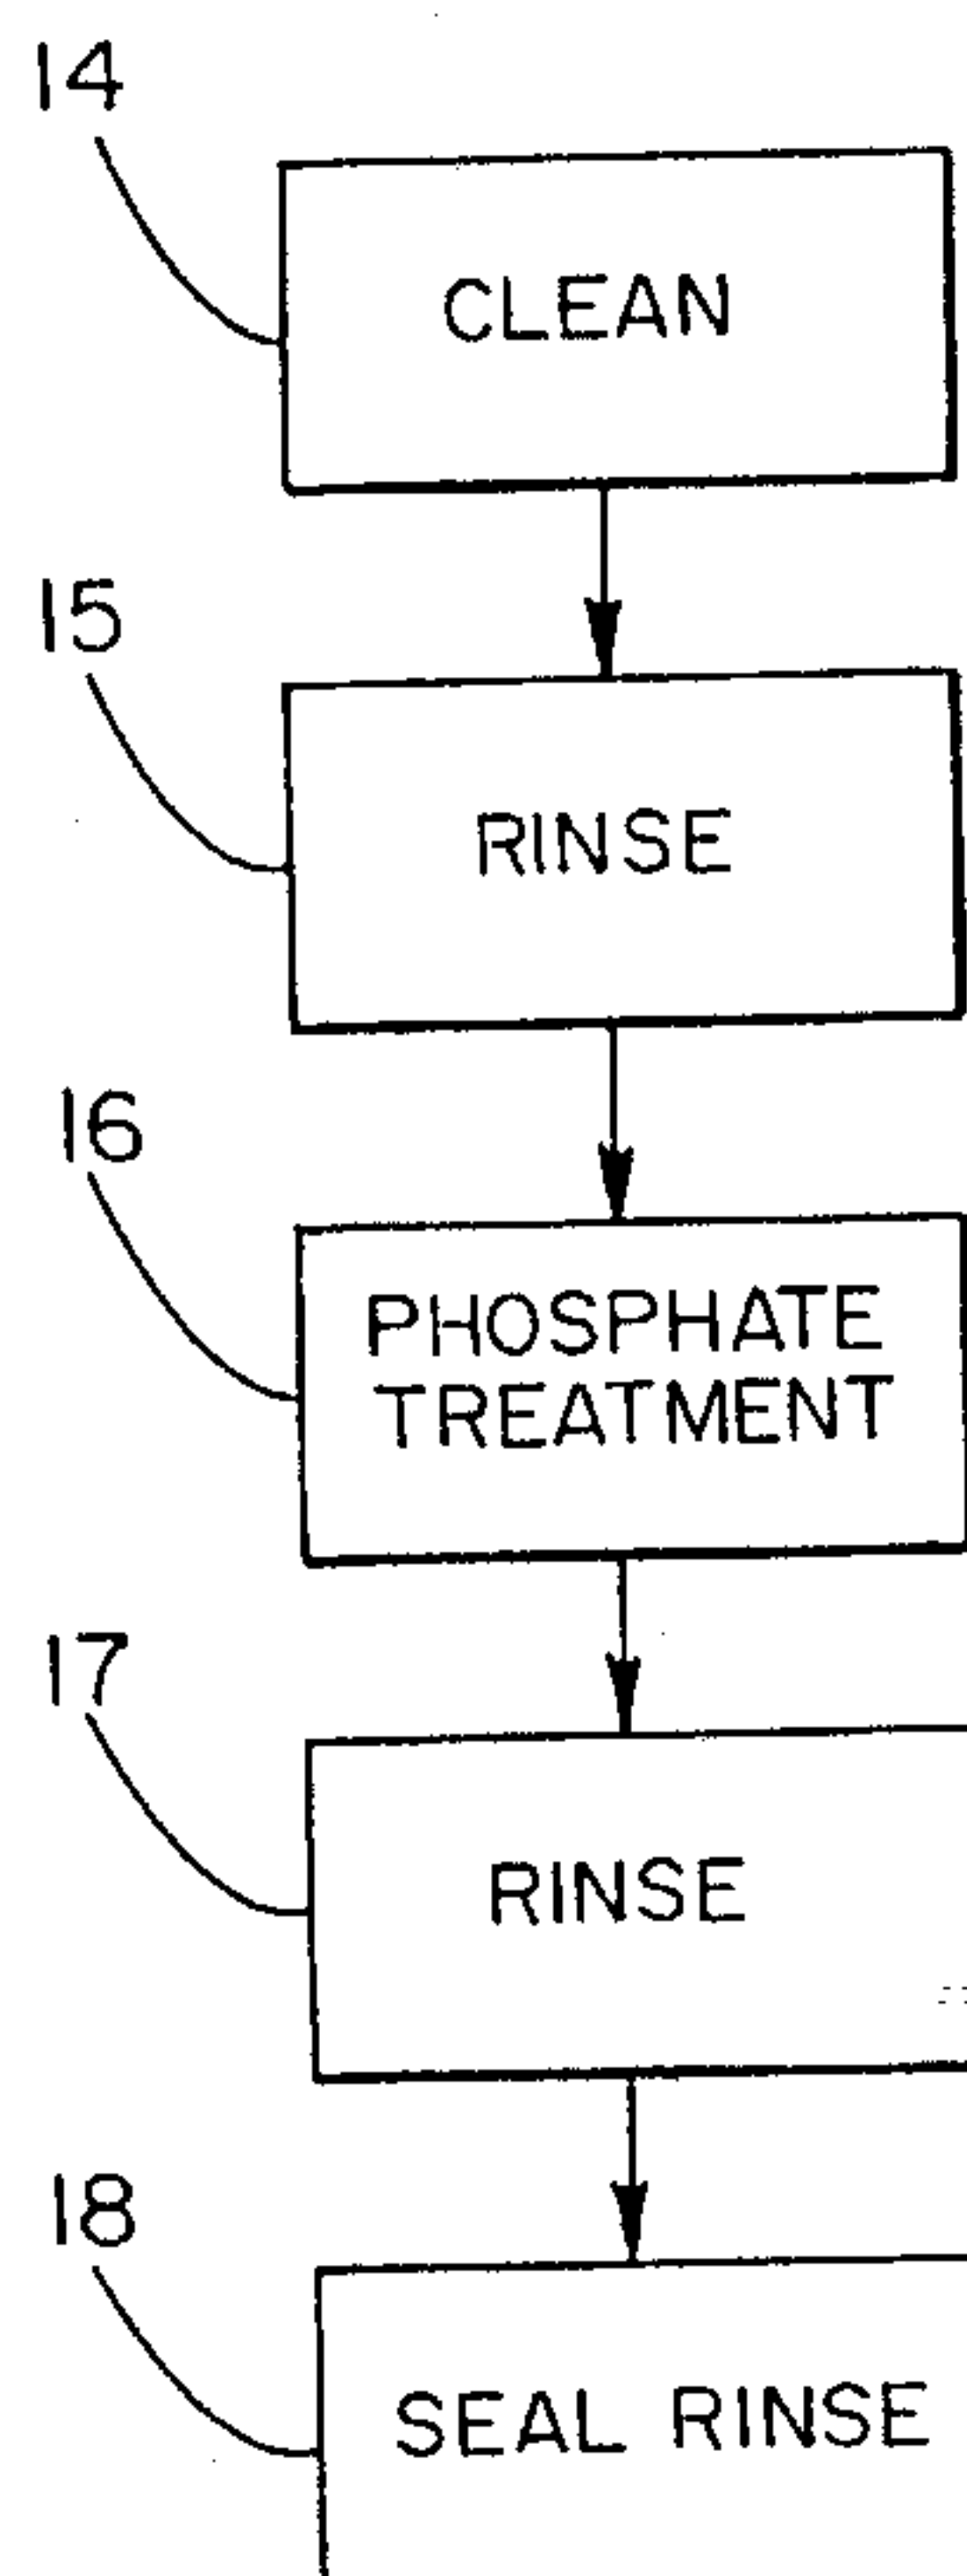 14
CLEAN
15
RINSE
16
PHOSPHATE
TREATMENT
17
RINSE
18
SEAL RINSE